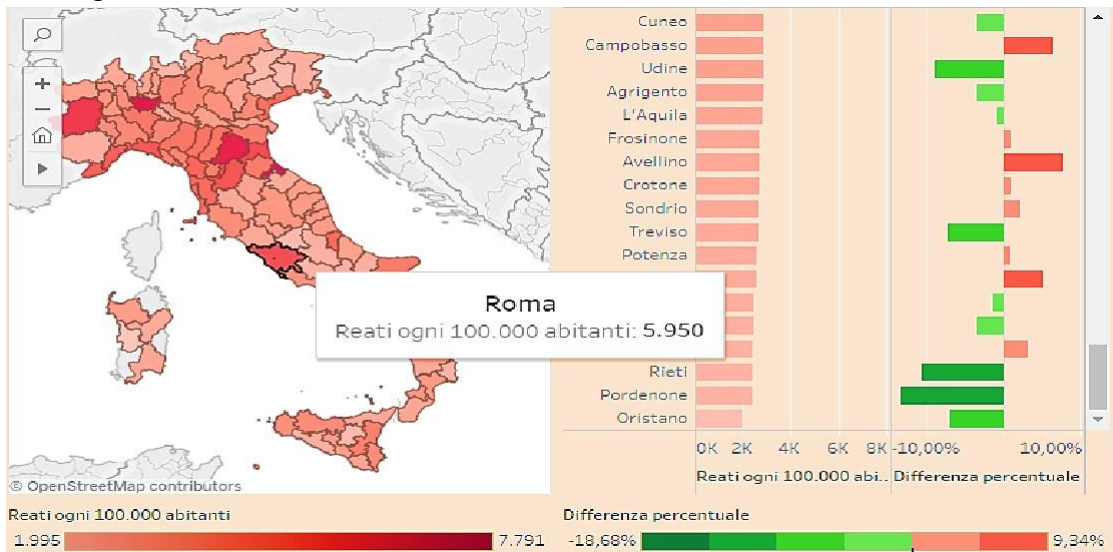 Cuneo
Campobasso
Udine
Agrigento
L'Aquila
Frosinone
Avellino
Crotone
Sondrio
Treviso
Potenza
Roma
Reati ogni 100.000 abitanti: 5.950
Rieti
Pordenone
Oristano
0K 2K 4K 6K 8K -10,00% 10,00%
Reati ogni 100.000 abi.. Differenza percentuale
© OpenStreetMap contributors
Reati ogni 100.000 abitanti
1.995 7.791
Differenza percentuale
-18,68% 9,34%